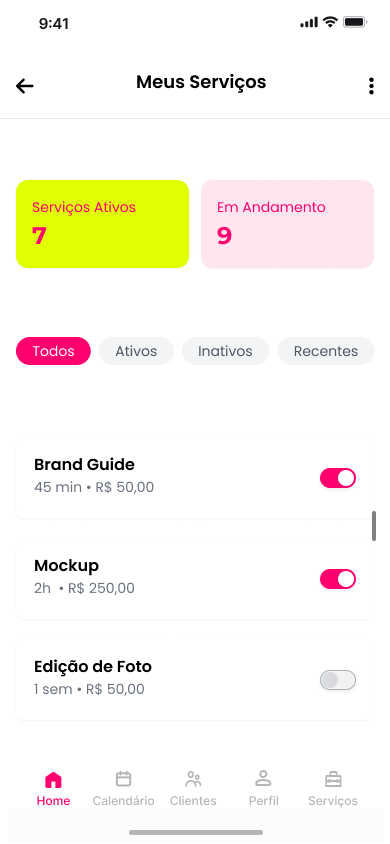 9:41
Meus Serviços
Serviços Ativos
7
Em Andamento
9
Todos Ativos Inativos Recentes
Brand Guide
45 min • R$ 50,00
Mockup
2h • R$ 250,00
Edição de Foto
1 sem • R$ 50,00
Home Calendário Clientes Perfil Serviços